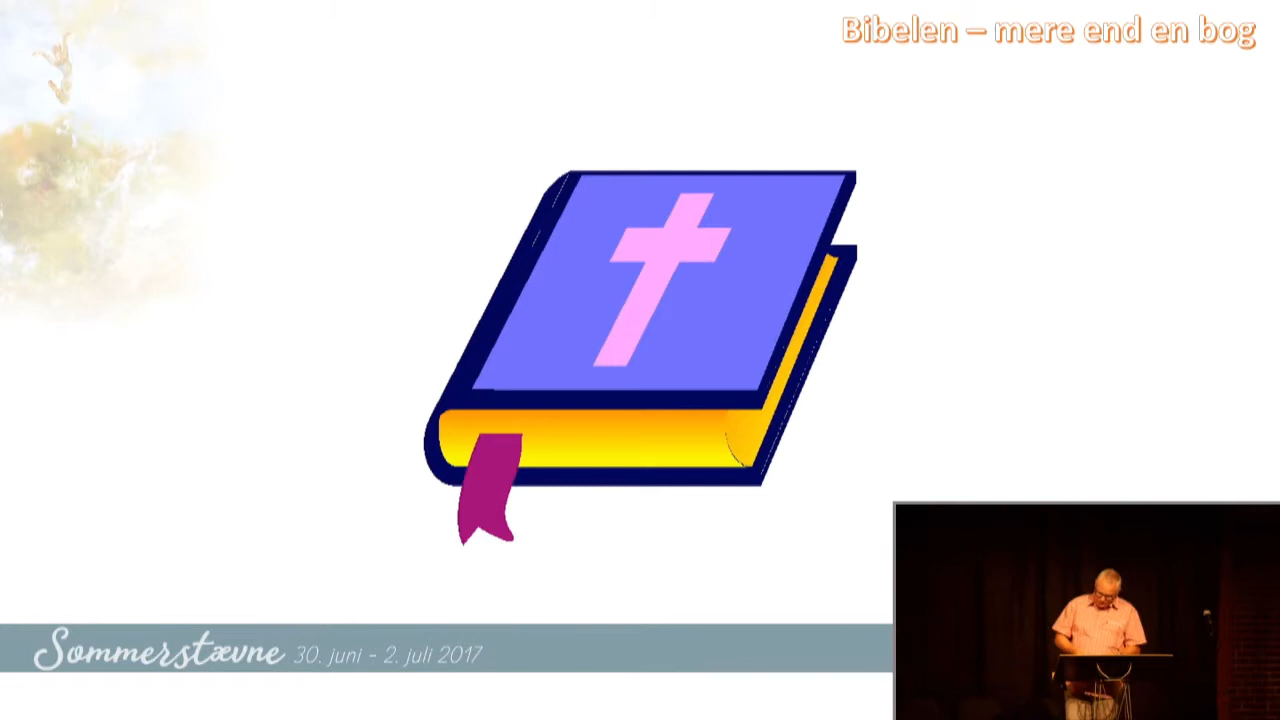 Bibelen – mere end en bog
Sommerstævne 30. juni - 2. juli 2017